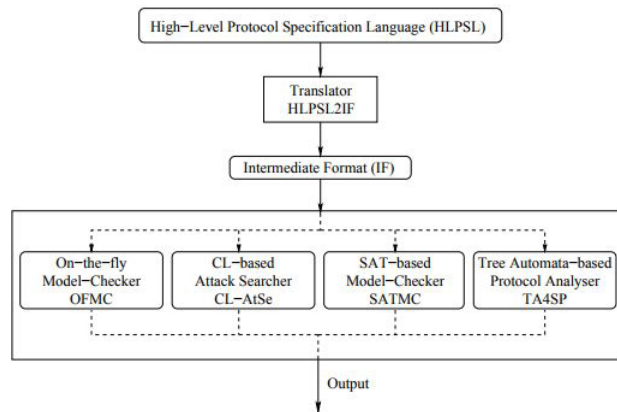 High-Level Protocol Specification Language (HLPSL)
Translator
HLPSL2IF
Intermediate Format (IF)
On-the-fly
Model-Checker
OFMC
CL-based
Attack Searcher
CL-AtSe
SAT-based
Model-Checker
SATMC
Tree Automata-based
Protocol Analyser
TA4SP
Output